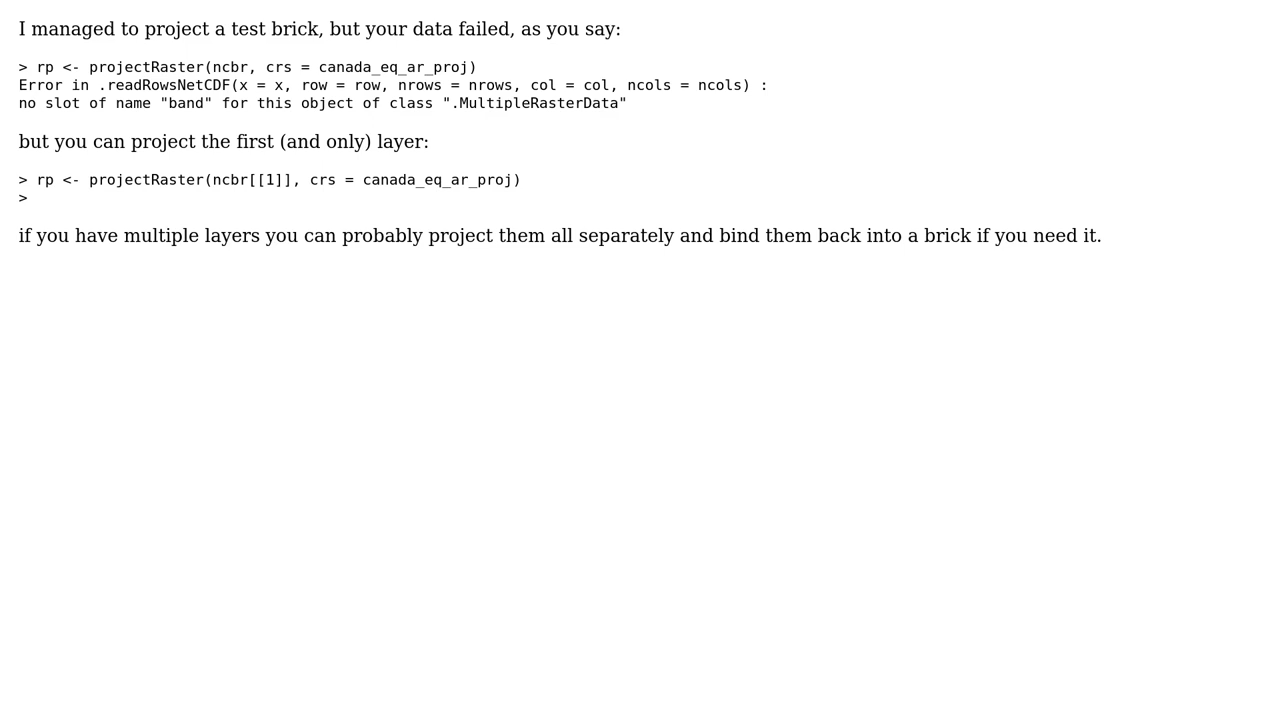 I managed to project a test brick, but your data failed, as you say:
> rp <- projectRaster(ncbr, crs = canada_eq_ar_proj)
Error in .readRowsNetCDF(x = x, row = row, nrows = nrows, col = col, ncols = ncols) :
no slot of name "band" for this object of class ".MultipleRasterData"
but you can project the first (and only) layer:
> rp <- projectRaster(ncbr[[1]], crs = canada_eq_ar_proj)
>
if you have multiple layers you can probably project them all separately and bind them back into a brick if you need it.